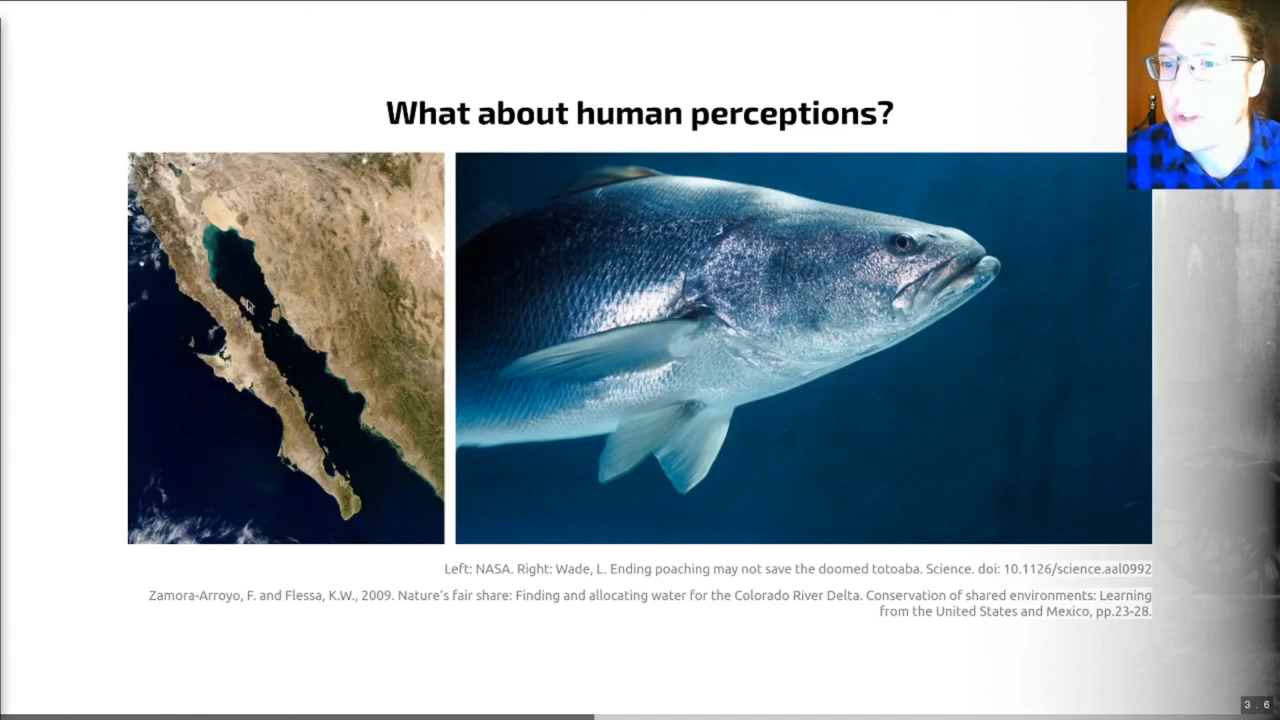 What about human perceptions?
Left: NASA. Right: Wade, L. Ending poaching may not save the doomed totoaba. Science. doi: 10.1126/science.aal0992
Zamora-Arroyo, F. and Flessa, K.W., 2009. Nature's fair share: Finding and allocating water for the Colorado River Delta. Conservation of shared environments: Learning
from the United States and Mexico, pp.23-28.
3 . 6